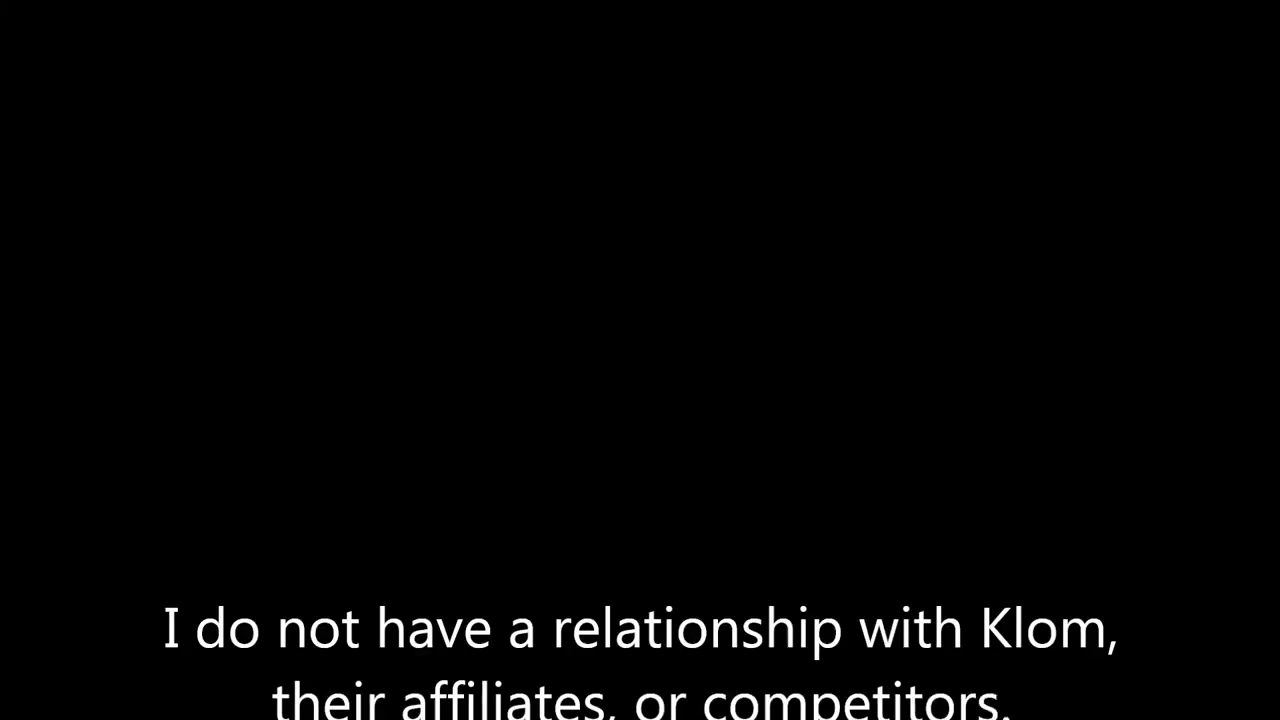 I do not have a relationship with Klom,
their affiliates, or competitors.